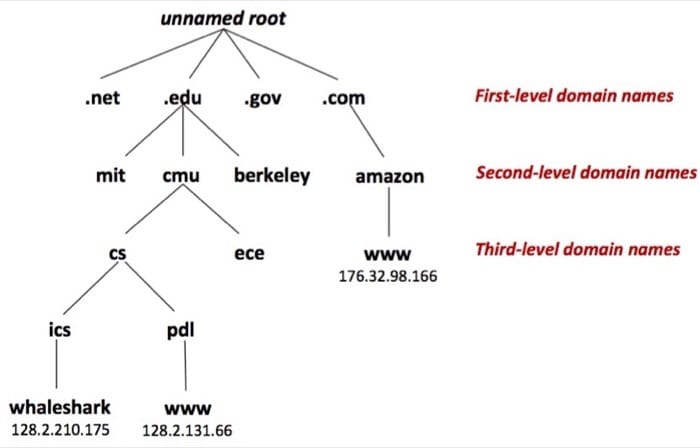 unnamed root
.net .edu .gov .com First-level domain names
mit cmu berkeley amazon Second-level domain names
cs ece www Third-level domain names
176.32.98.166
ics pdl
whaleshark www
128.2.210.175 128.2.131.66